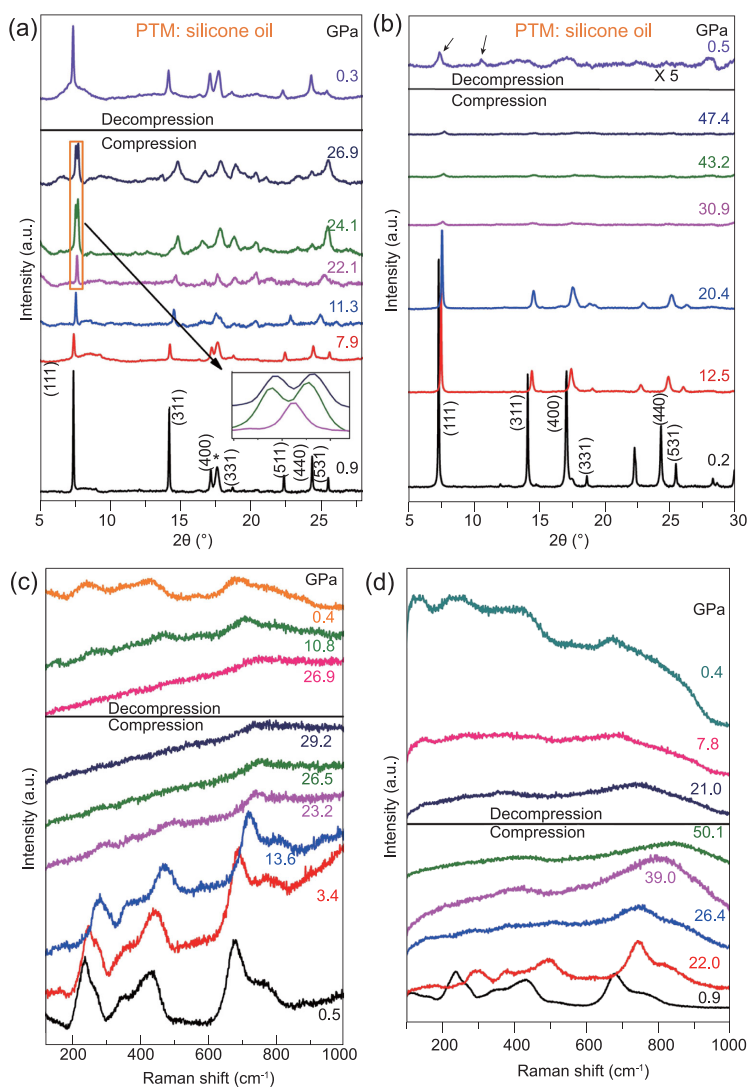 (a)
PTM: silicone oil
GPa
0.3
Decompression
Compression
26.9
24.1
22.1
11.3
7.9
(111)
(311)
(400)
*
(331)
(511)
(440)
(531)
0.9
Intensity (a.u.)
5
10
15
20
25
2θ (°)
(b)
PTM: silicone oil
GPa
0.5
Decompression
X 5
Compression
47.4
43.2
30.9
20.4
12.5
(111)
(311)
(400)
(331)
(440)
(531)
0.2
Intensity (a.u.)
5
10
15
20
25
30
2θ (°)
(c)
GPa
0.4
10.8
26.9
Decompression
Compression
29.2
26.5
23.2
13.6
3.4
0.5
Intensity (a.u.)
200
400
600
800
1000
Raman shift (cm-1)
(d)
GPa
0.4
7.8
21.0
Decompression
Compression
50.1
39.0
26.4
22.0
0.9
Intensity (a.u.)
200
400
600
800
1000
Raman shift (cm-1)